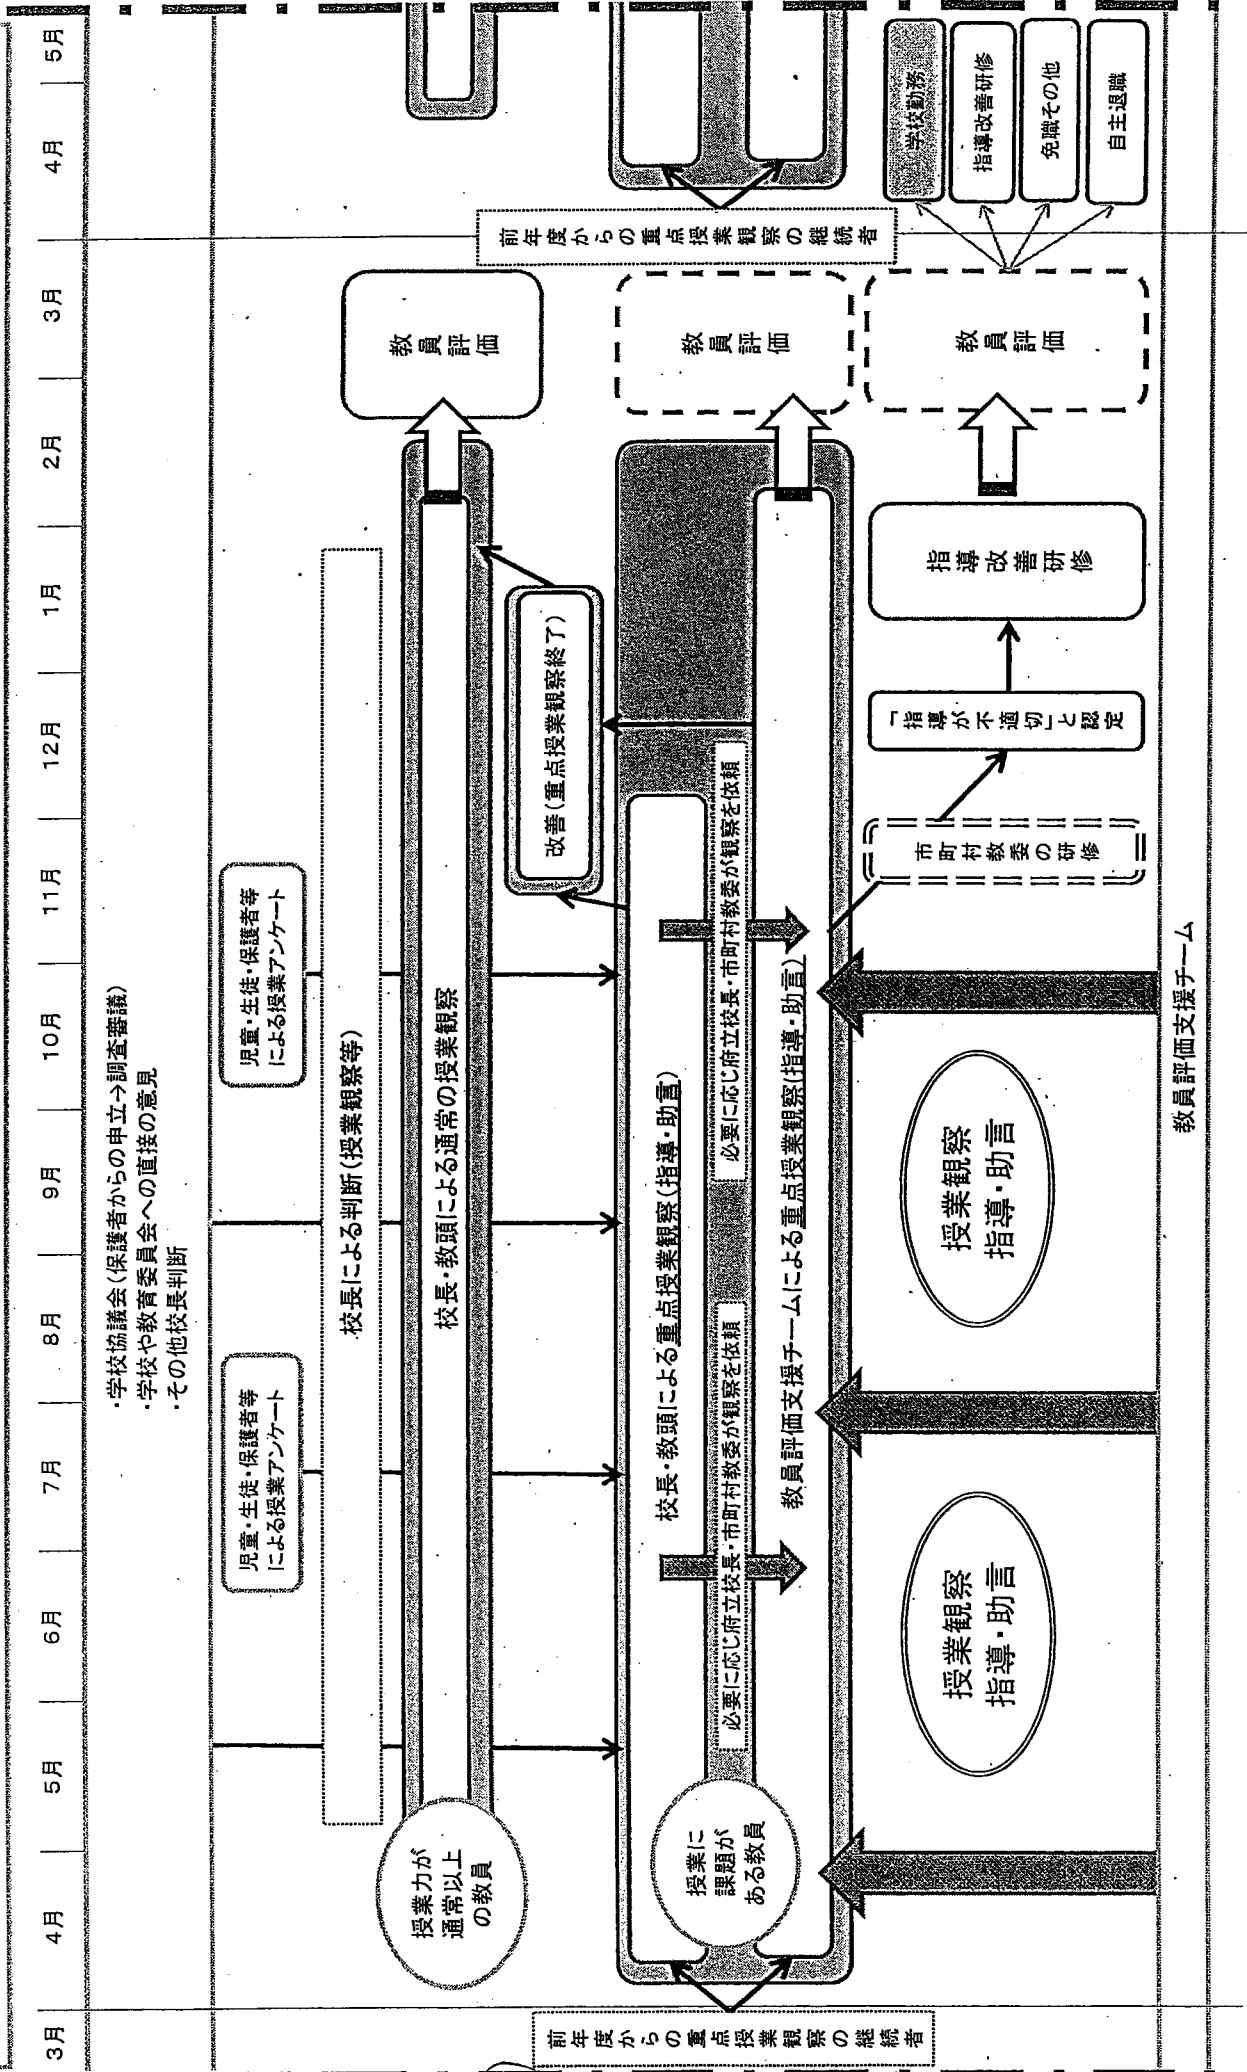 3月
4月
5月
6月
7月
8月
9月
10月
11月
12月
1月
2月
3月
4月
5月
・学校協議会(保護者からの申立→調査審議)
・学校や教育委員会への直接の意見
・その他校長判断
児童・生徒・保護者等
による授業アンケート
児童・生徒・保護者等
による授業アンケート
校長による判断(授業観察等)
授業力が
通常以上
の教員
校長・教頭による通常の授業観察
教員評価
改善(重点授業観察終了)
前年度からの重点授業観察の継続者
授業に
課題が
ある教員
校長・教頭による重点授業観察(指導・助言)
必要に応じ府立校長・市町村教委が観察を依頼
必要に応じ府立校長・市町村教委が観察を依頼
教員評価支援チームによる重点授業観察(指導・助言)
教員評価
前年度からの重点授業観察の継続者
授業観察
指導・助言
授業観察
指導・助言
市町村教委の研修
「指導が不適切」と認定
指導改善研修
教員評価
学校勤務
指導改善研修
免職その他
自主退職
教員評価支援チーム